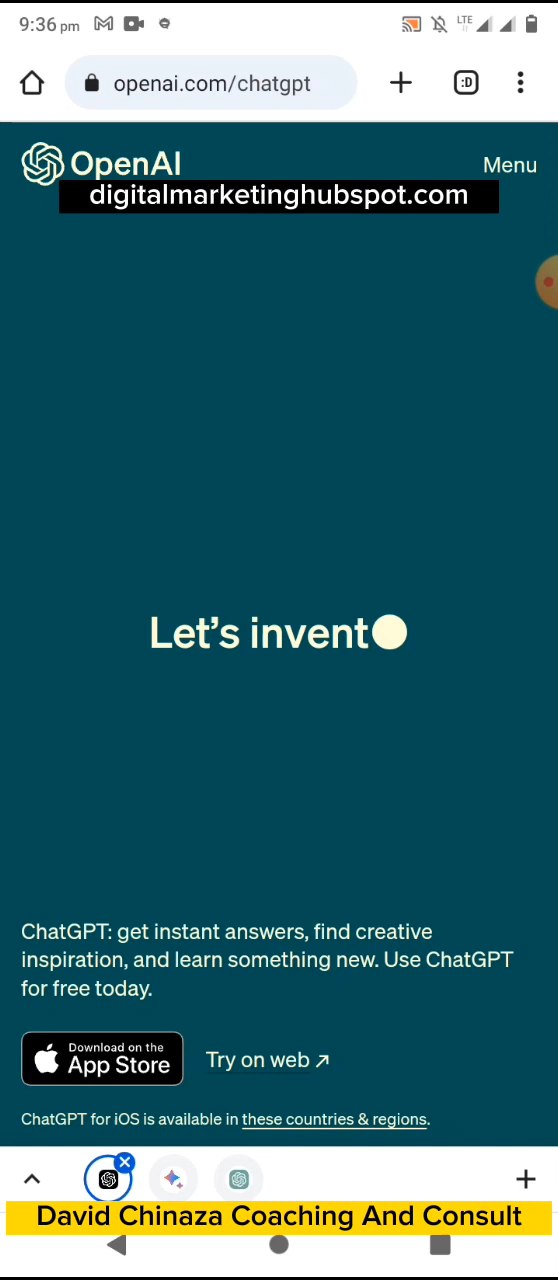 9:36 pm
LTE
openai.com/chatgpt
:D
OpenAI
Menu
digitalmarketinghubspot.com
Let's invent
ChatGPT: get instant answers, find creative
inspiration, and learn something new. Use ChatGPT
for free today.
Download on the
App Store
Try on web ↗
ChatGPT for iOS is available in these countries & regions.
David Chinaza Coaching And Consult